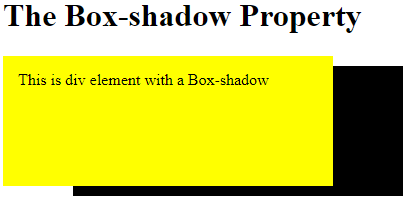 The Box-shadow Property
This is div element with a Box-shadow